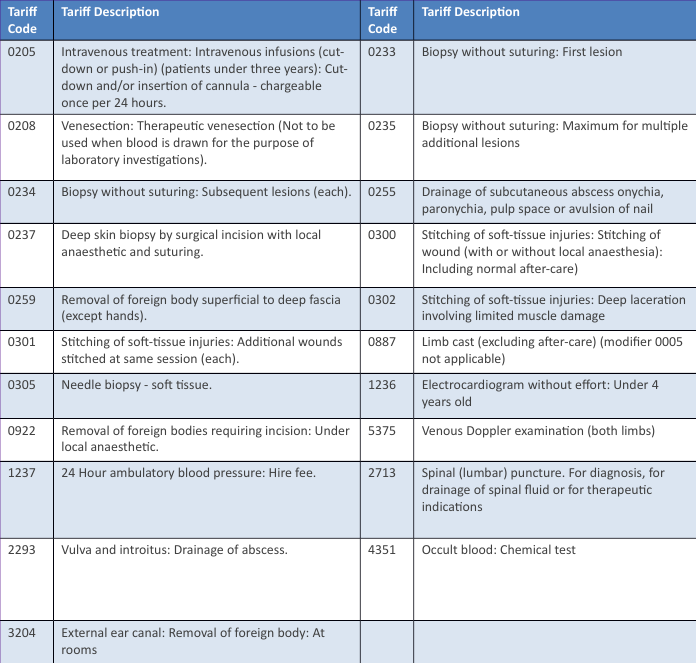 Tariff Code
Tariff Description
Tariff Code
Tariff Description
0205
Intravenous treatment: Intravenous infusions (cut-
down or push-in) (patients under three years): Cut-
down and/or insertion of cannula - chargeable
once per 24 hours.
0233
Biopsy without suturing: First lesion
0208
Venesection: Therapeutic venesection (Not to be
used when blood is drawn for the purpose of
laboratory investigations).
0235
Biopsy without suturing: Maximum for multiple
additional lesions
0234
Biopsy without suturing: Subsequent lesions (each).
0255
Drainage of subcutaneous abscess onychia,
paronychia, pulp space or avulsion of nail
0237
Deep skin biopsy by surgical incision with local
anaesthetic and suturing.
0300
Stitching of soft-tissue injuries: Stitching of
wound (with or without local anaesthesia):
Including normal after-care)
0259
Removal of foreign body superficial to deep fascia
(except hands).
0302
Stitching of soft-tissue injuries: Deep laceration
involving limited muscle damage
0301
Stitching of soft-tissue injuries: Additional wounds
stitched at same session (each).
0887
Limb cast (excluding after-care) (modifier 0005
not applicable)
0305
Needle biopsy - soft tissue.
1236
Electrocardiogram without effort: Under 4
years old
0922
Removal of foreign bodies requiring incision: Under
local anaesthetic.
5375
Venous Doppler examination (both limbs)
1237
24 Hour ambulatory blood pressure: Hire fee.
2713
Spinal (lumbar) puncture. For diagnosis, for
drainage of spinal fluid or for therapeutic
indications
2293
Vulva and introitus: Drainage of abscess.
4351
Occult blood: Chemical test
3204
External ear canal: Removal of foreign body: At
rooms